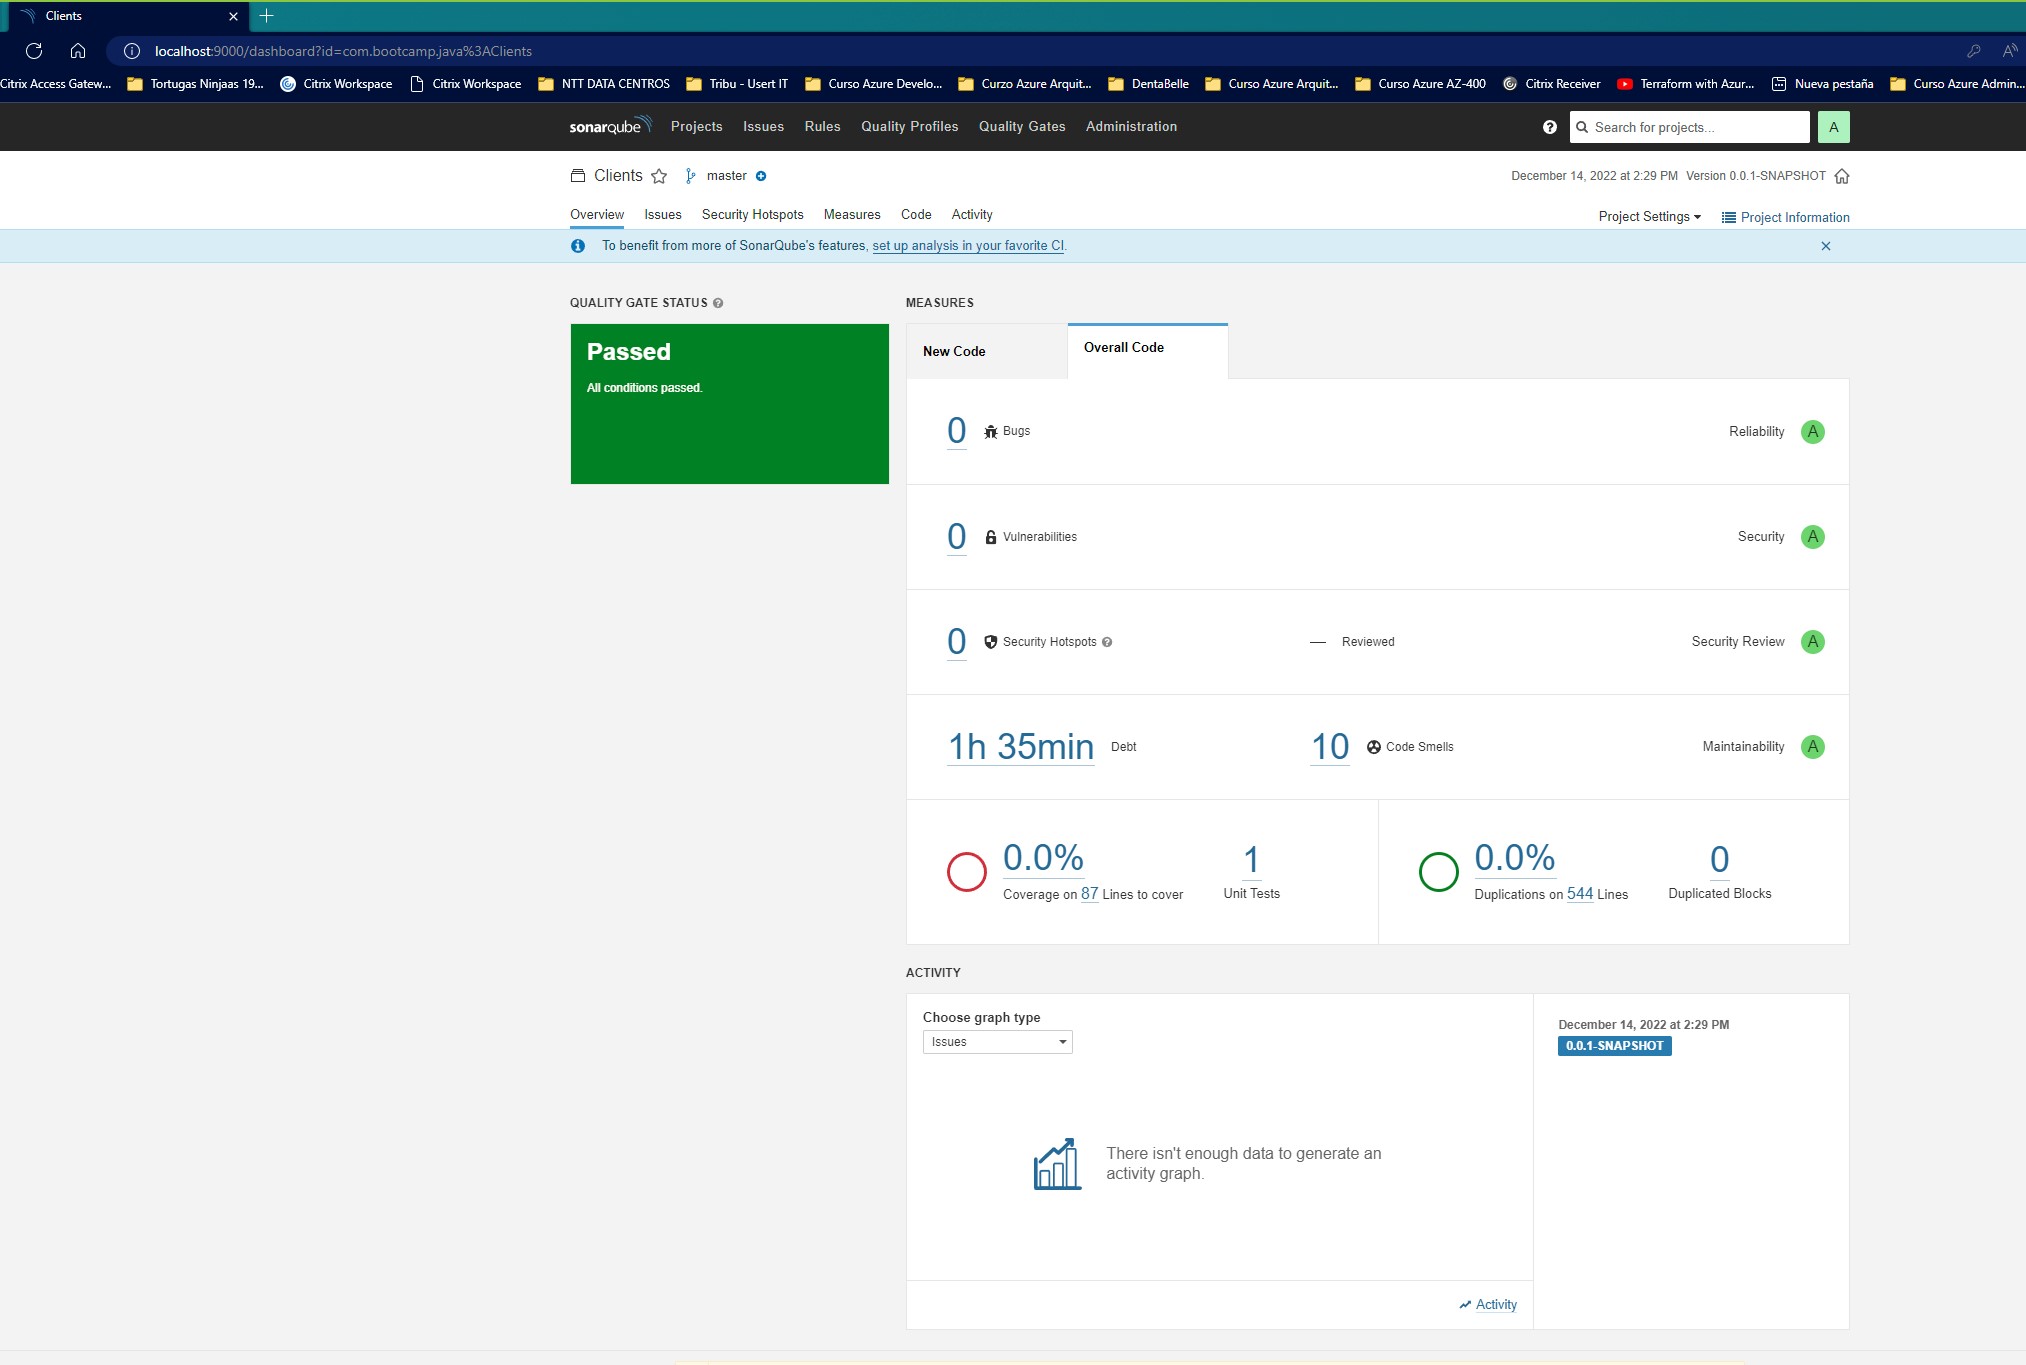 Clients
localhost:9000/dashboard?id=com.bootcamp.java%3AClients
Citrix Access Gatew... Tortugas Ninjaas 19... Citrix Workspace Citrix Workspace NTT DATA CENTROS Tribu - Usert IT Curso Azure Develo... Curzo Azure Arquit... DentaBelle Curso Azure Arquit... Curso Azure AZ-400 Citrix Receiver Terraform with Azur... Nueva pestaña Curso Azure Admin...
sonarqube Projects Issues Rules Quality Profiles Quality Gates Administration Search for projects... A
Clients master December 14, 2022 at 2:29 PM Version 0.0.1-SNAPSHOT
Overview Issues Security Hotspots Measures Code Activity Project Settings Project Information
To benefit from more of SonarQube's features, set up analysis in your favorite CI.
QUALITY GATE STATUS
Passed
All conditions passed.
MEASURES
New Code Overall Code
0 Bugs Reliability A
0 Vulnerabilities Security A
0 Security Hotspots — Reviewed Security Review A
1h 35min Debt 10 Code Smells Maintainability A
0.0% 1 0.0% 0
Coverage on 87 Lines to cover Unit Tests Duplications on 544 Lines Duplicated Blocks
ACTIVITY
Choose graph type
Issues
December 14, 2022 at 2:29 PM
0.0.1-SNAPSHOT
There isn't enough data to generate an
activity graph.
Activity